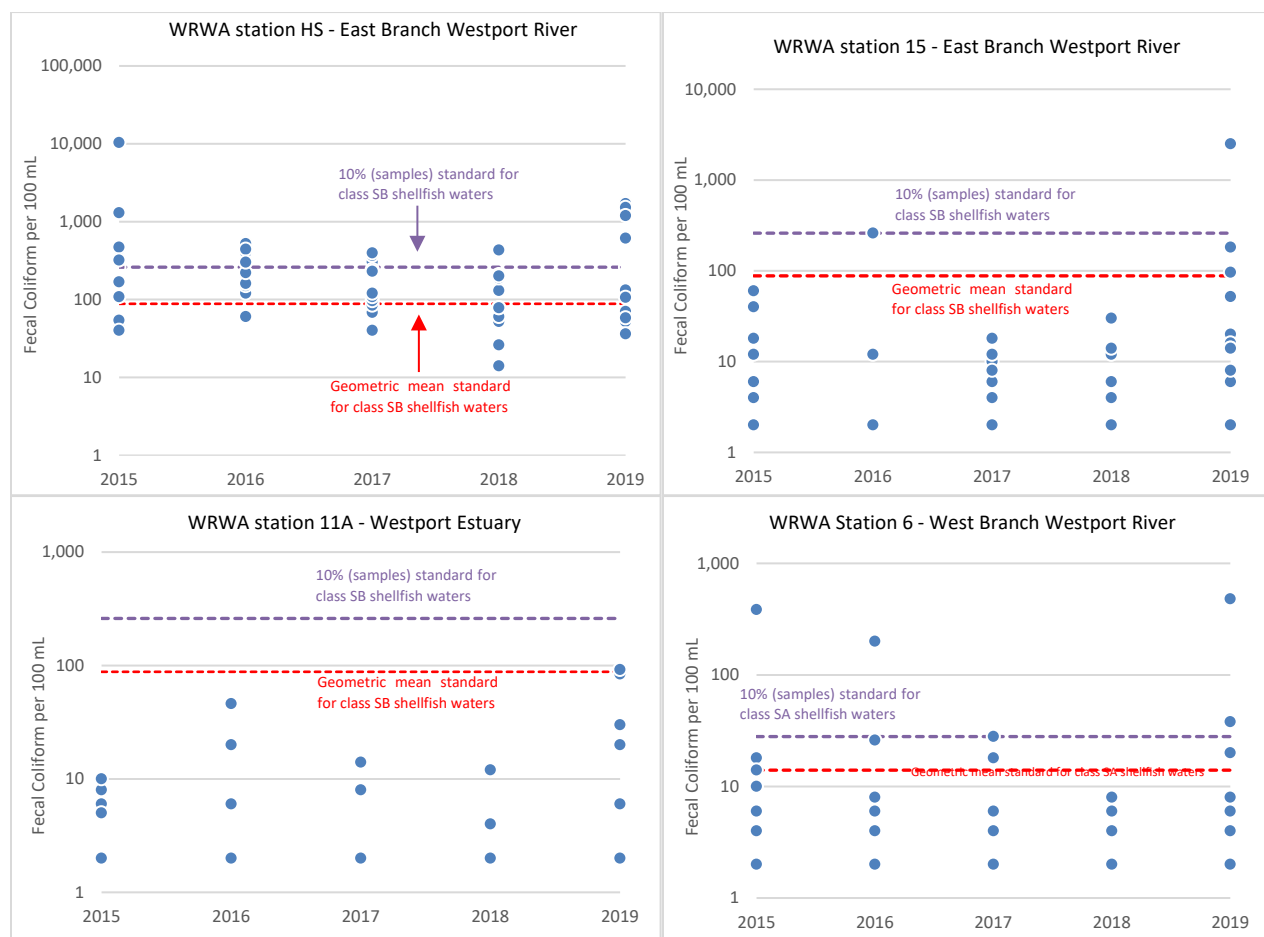 WRWA station HS - East Branch Westport River
Fecal Coliform per 100 mL
100,000
10,000
1,000
100
10
1
10% (samples) standard for
class SB shellfish waters
Geometric mean standard
for class SB shellfish waters
2015 2016 2017 2018 2019
WRWA station 15 - East Branch Westport River
Fecal Coliform per 100 mL
10,000
1,000
100
10
1
10% (samples) standard for
class SB shellfish waters
Geometric mean standard
for class SB shellfish waters
2015 2016 2017 2018 2019
WRWA station 11A - Westport Estuary
Fecal Coliform per 100 mL
1,000
100
10
1
10% (samples) standard for
class SB shellfish waters
Geometric mean standard
for class SB shellfish waters
2015 2016 2017 2018 2019
WRWA Station 6 - West Branch Westport River
Fecal Coliform per 100 mL
1,000
100
10
1
10% (samples) standard for
class SA shellfish waters
Geometric mean standard for class SA shellfish waters
2015 2016 2017 2018 2019